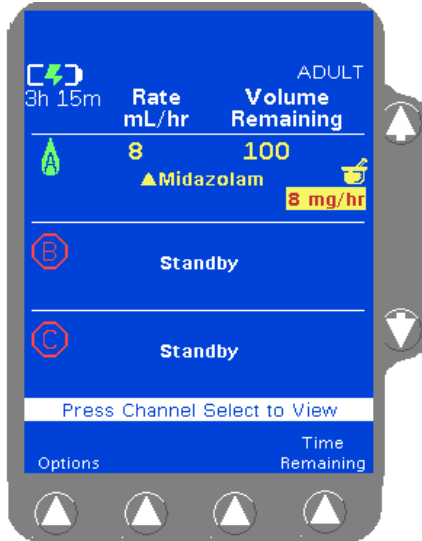 ADULT
3h 15m
Rate
mL/hr
Volume
Remaining
A
8 100
▲Midazolam
8 mg/hr
B
Standby
C
Standby
Press Channel Select to View
Options
Time
Remaining